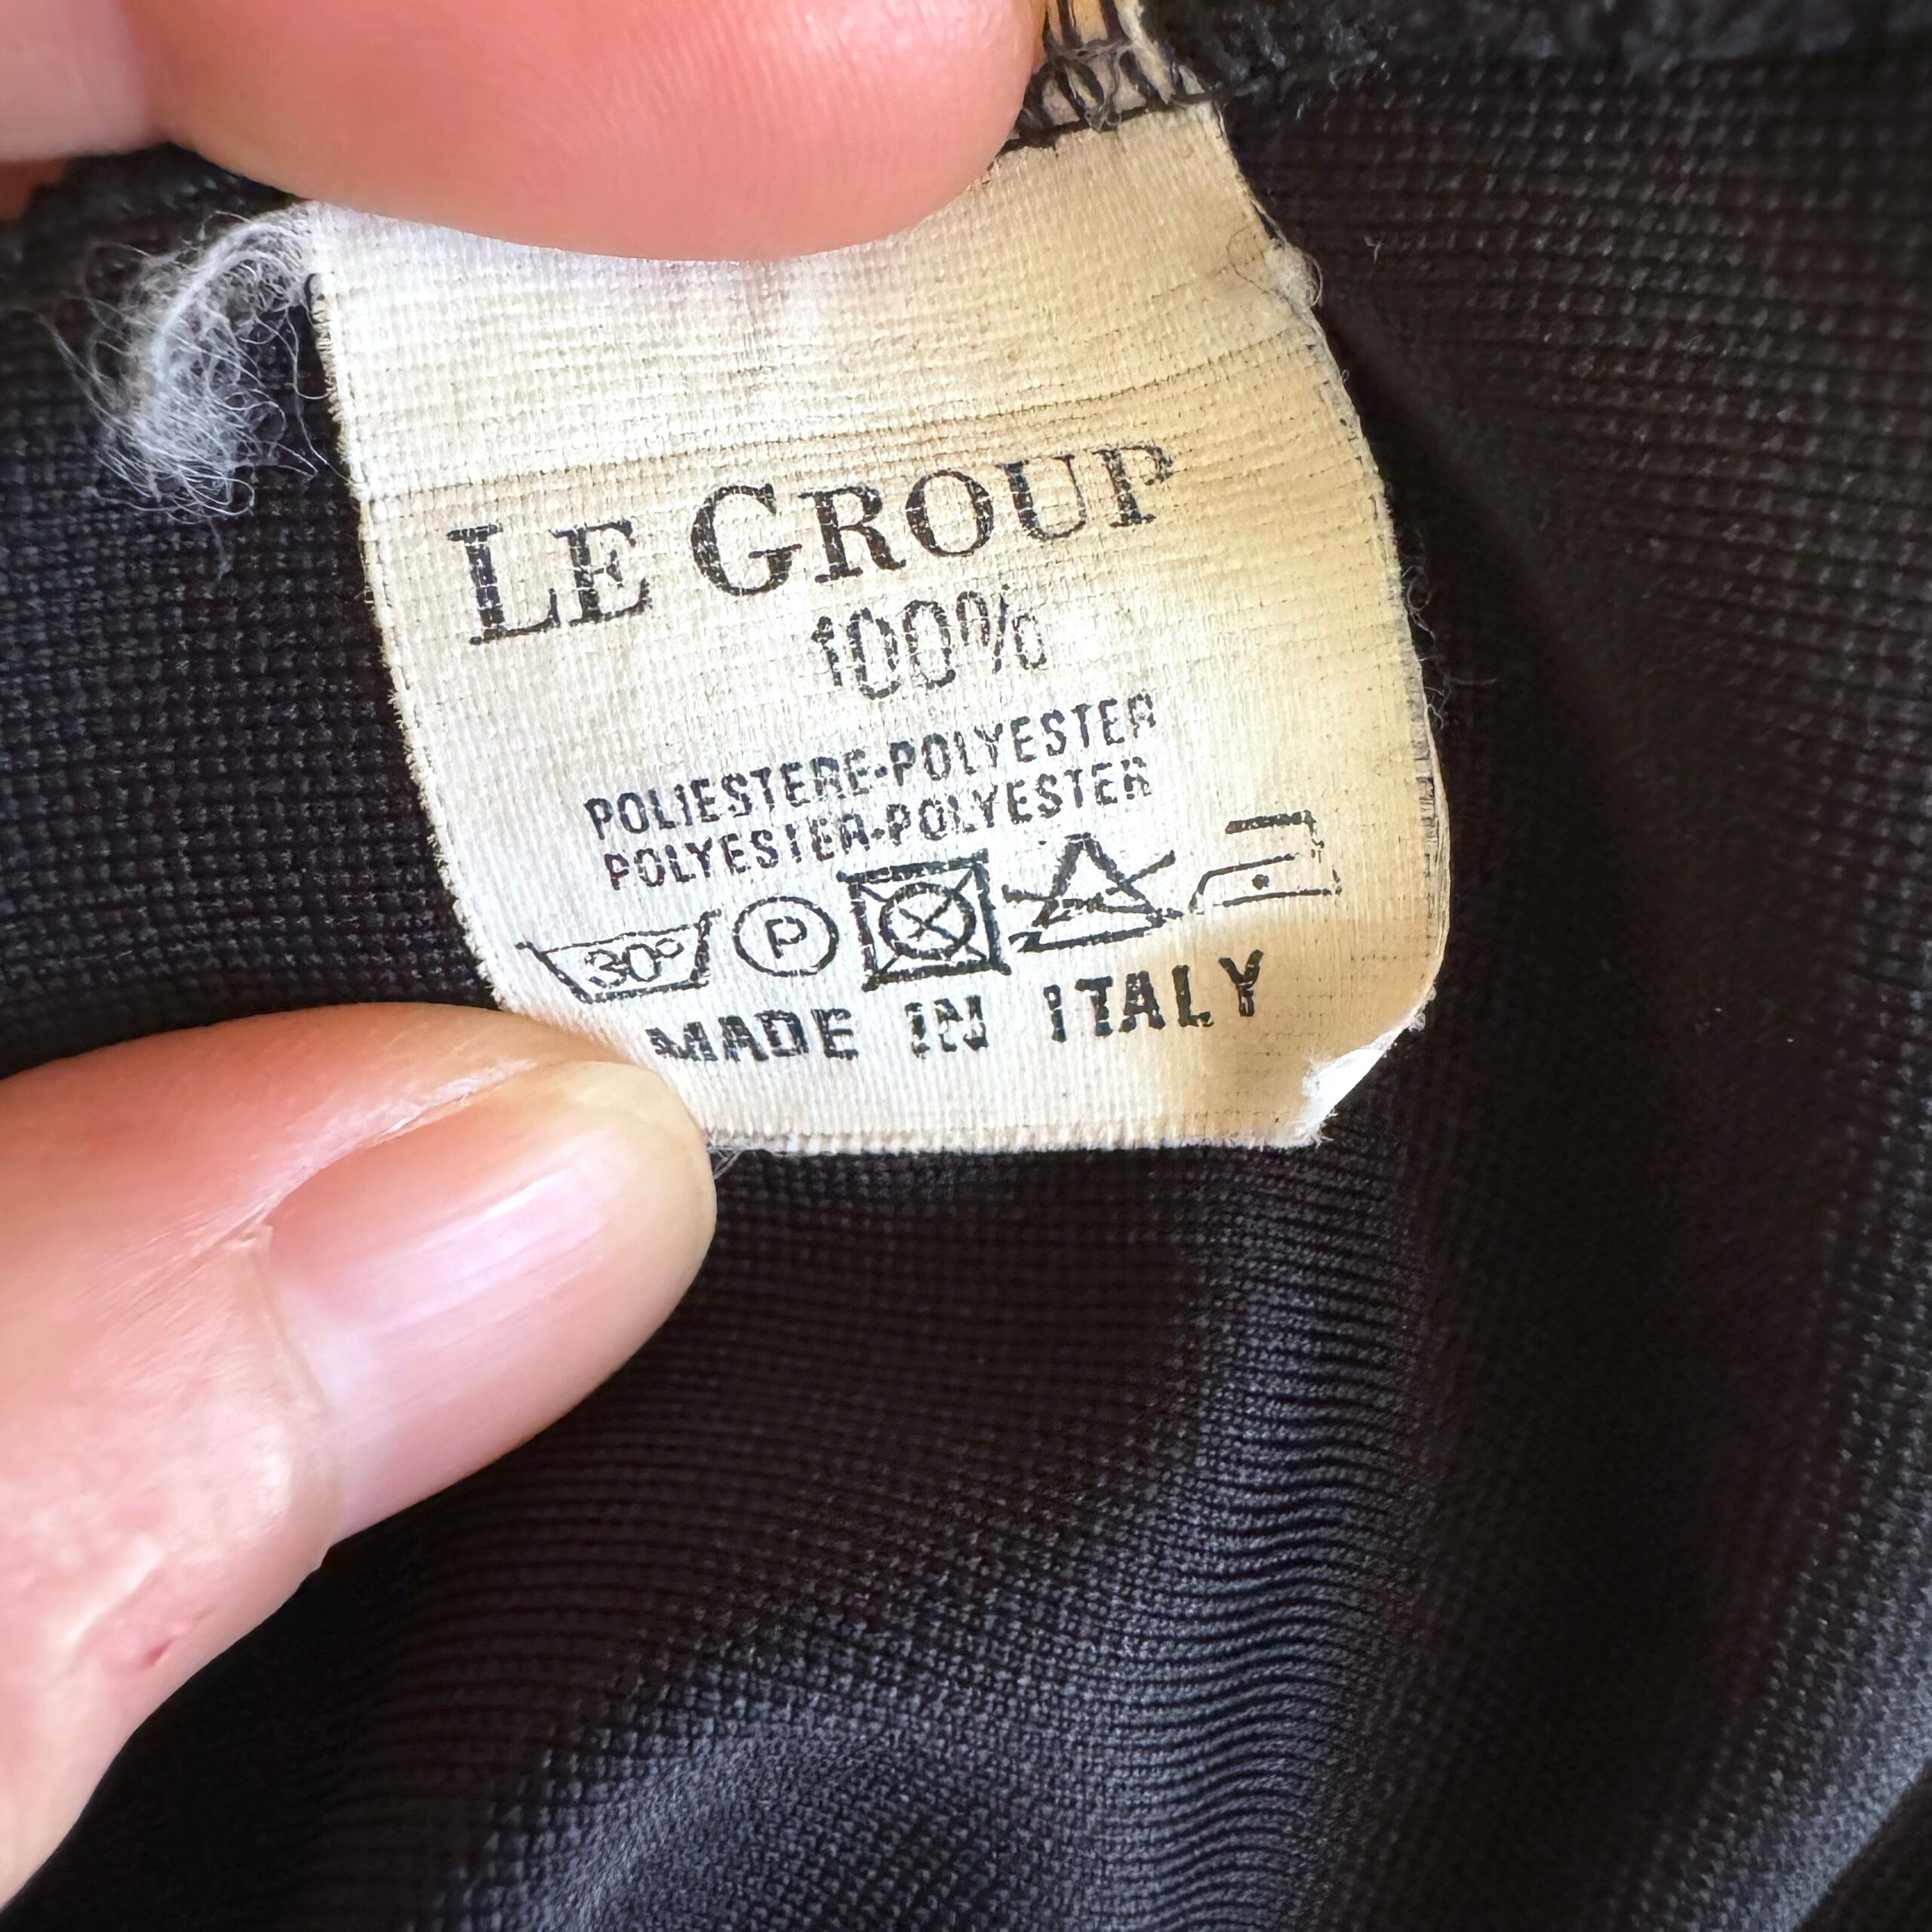 LE GROUP
100%
POLIESTERE-POLYESTER
POLYESTER-POLYESTER
30° P
MADE IN ITALY